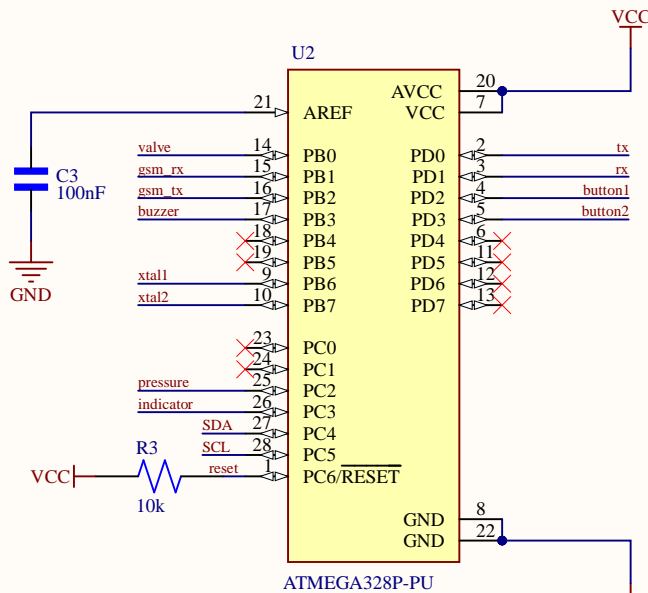 VCC
U2
20
AVCC
7
VCC
21
AREF
C3
100nF
GND
valve
14
PB0
gsm_rx
15
PB1
gsm_tx
16
PB2
buzzer
17
PB3
18
PB4
19
PB5
xtal1
9
PB6
xtal2
10
PB7
PD0
2
tx
PD1
3
rx
PD2
4
button1
PD3
5
button2
PD4
6
PD5
11
PD6
12
PD7
13
23
PC0
24
PC1
pressure
25
PC2
indicator
26
PC3
SDA
27
PC4
SCL
28
PC5
R3
VCC
10k
reset
1
PC6/RESET
GND
8
GND
22
ATMEGA328P-PU